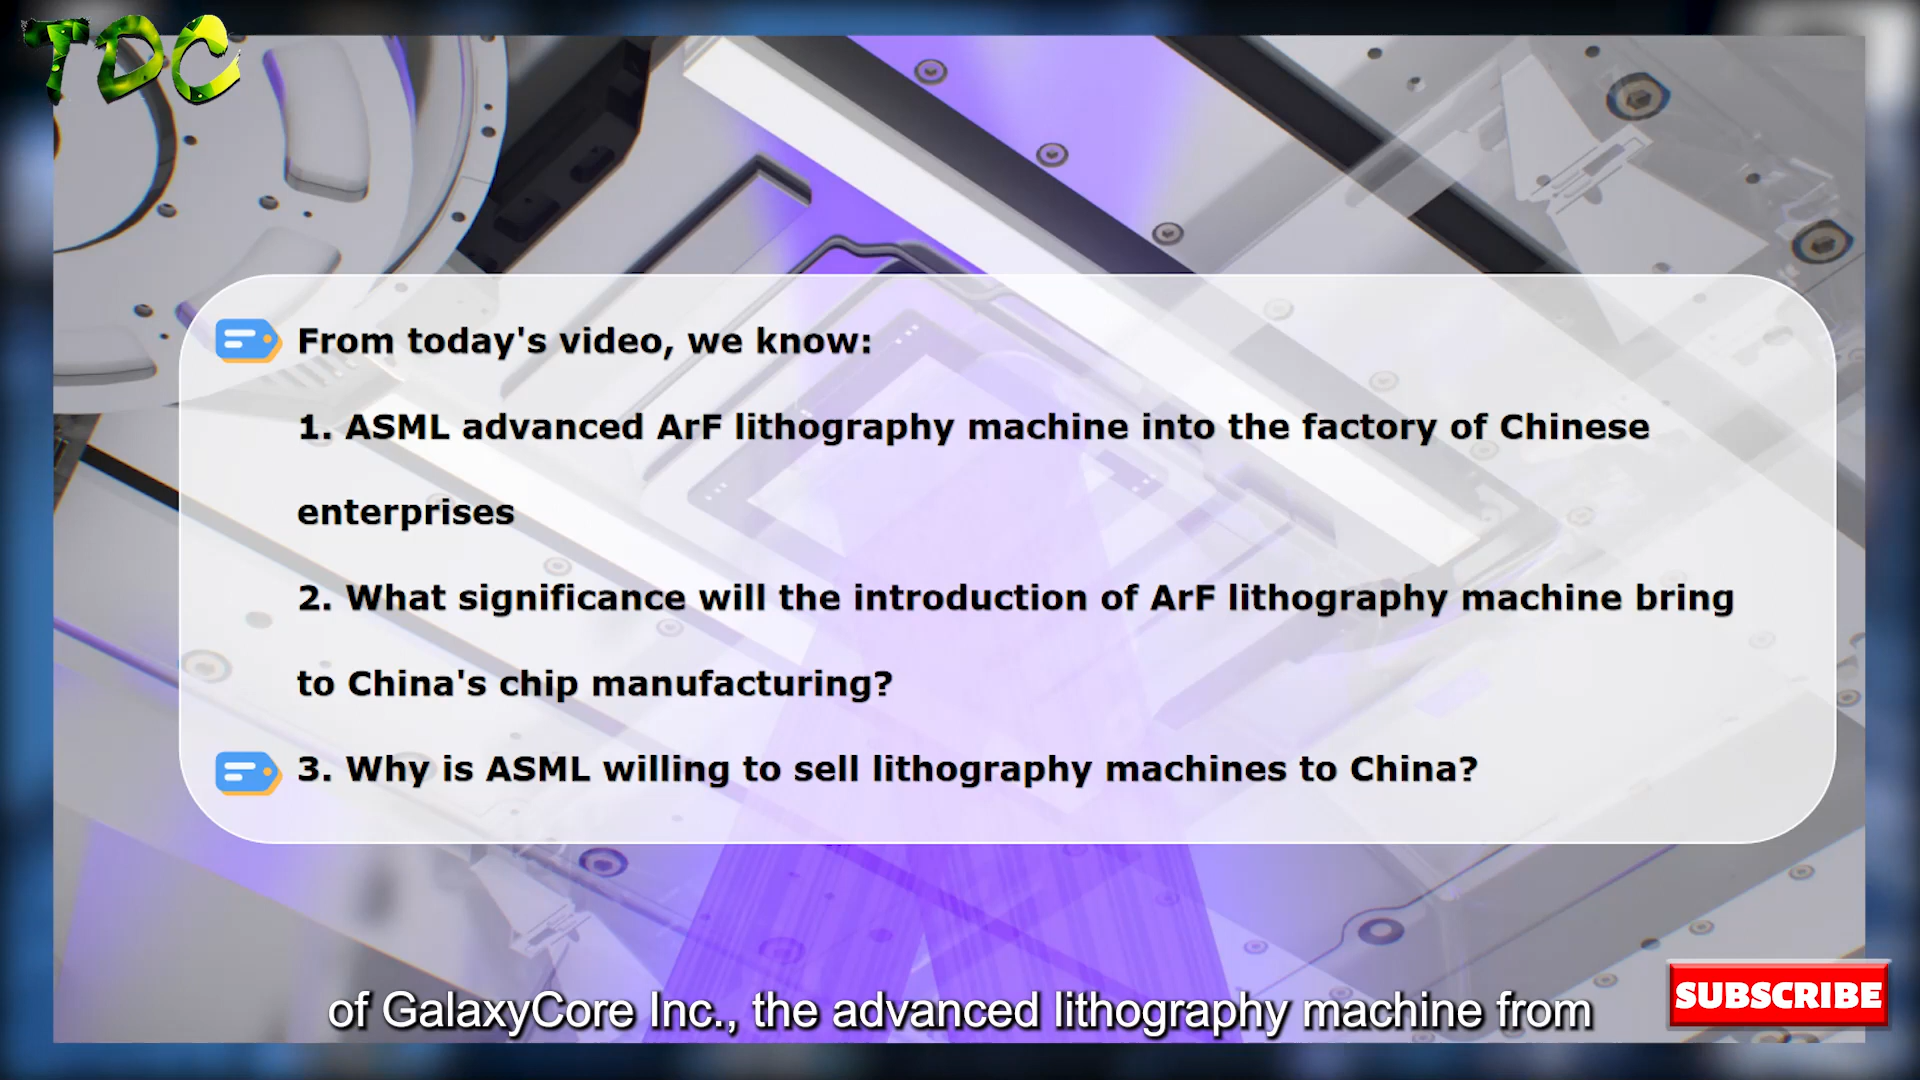 TDC
From today's video, we know:
1. ASML advanced ArF lithography machine into the factory of Chinese
enterprises
2. What significance will the introduction of ArF lithography machine bring
to China's chip manufacturing?
3. Why is ASML willing to sell lithography machines to China?
of GalaxyCore Inc., the advanced lithography machine from
SUBSCRIBE